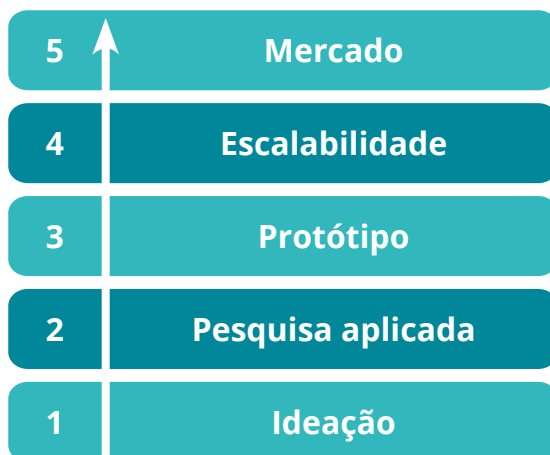 5 Mercado
4 Escalabilidade
3 Protótipo
2 Pesquisa aplicada
1 Ideação